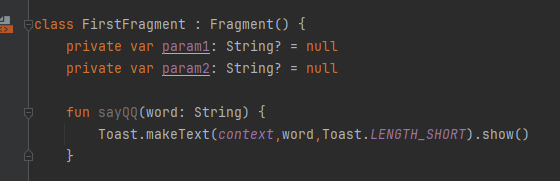 class FirstFragment : Fragment() {
    private var param1: String? = null
    private var param2: String? = null
    fun sayQQ(word: String) {
        Toast.makeText(context,word,Toast.LENGTH_SHORT).show()
    }